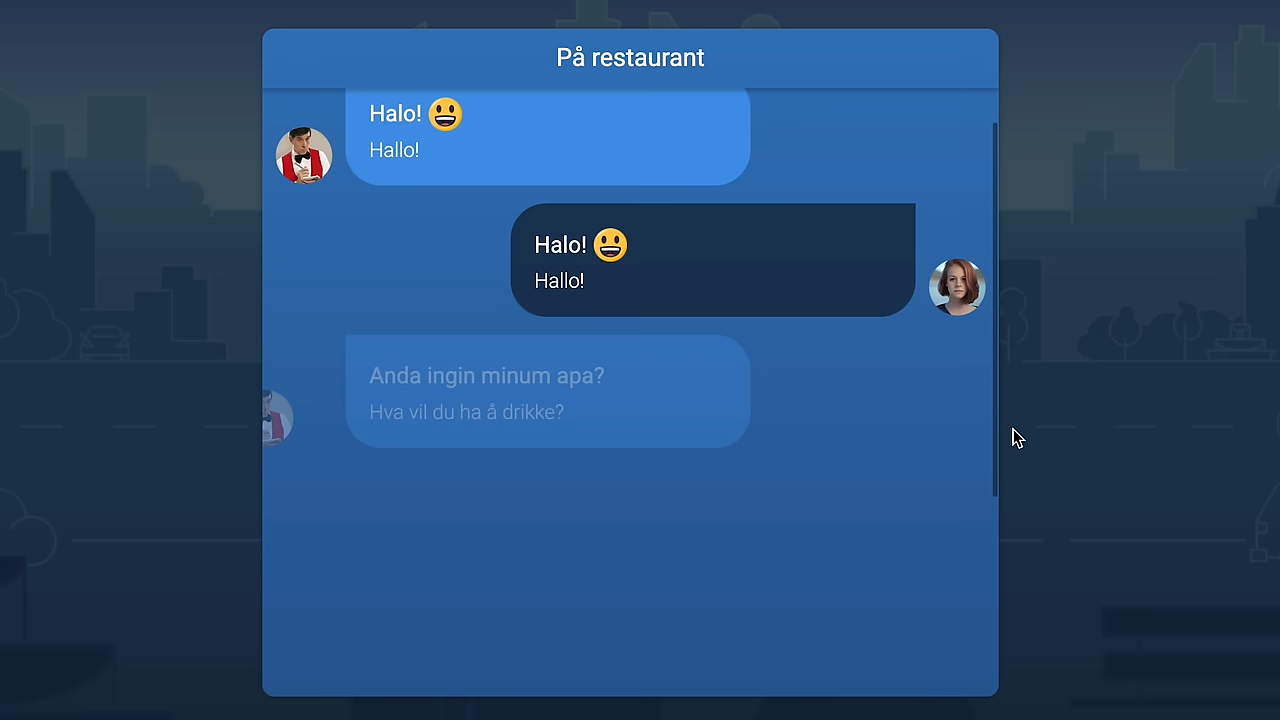 På restaurant
Halo! 😃
Hallo!
Halo! 😃
Hallo!
Anda ingin minum apa?
Hva vil du ha å drikke?